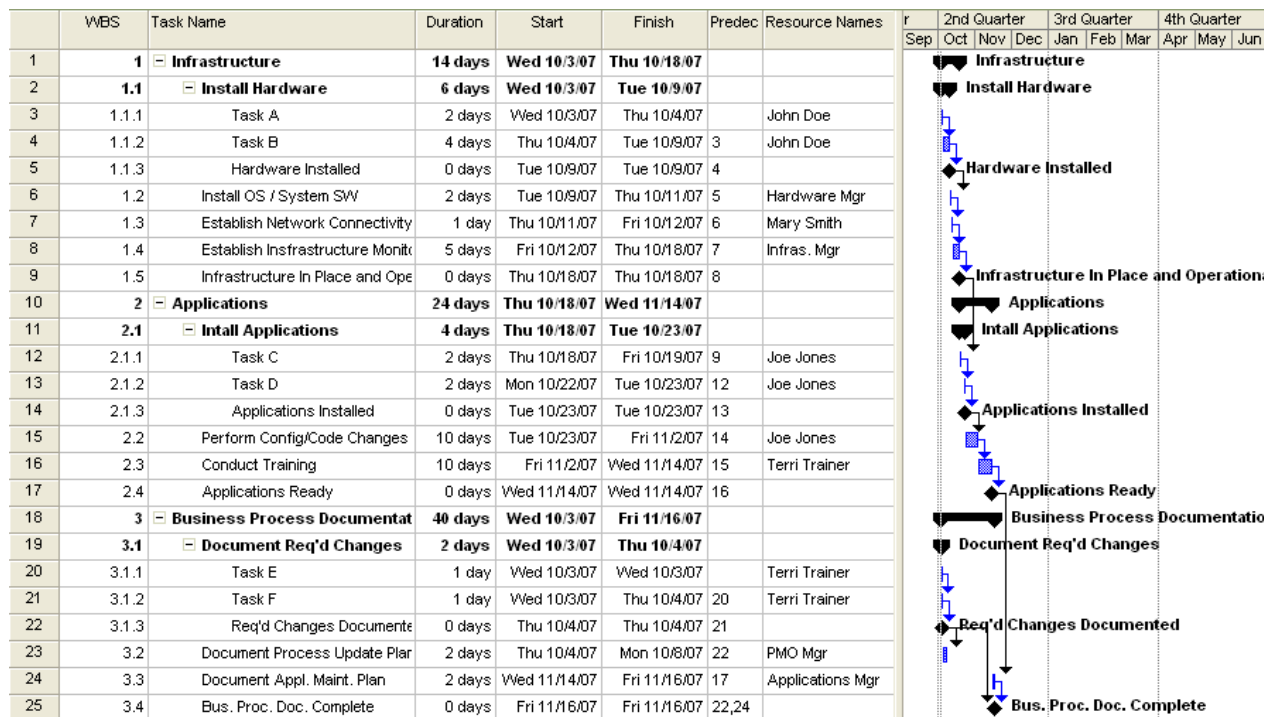 WBS Task Name Duration Start Finish Predec Resource Names r 2nd Quarter 3rd Quarter 4th Quarter
Sep Oct Nov Dec Jan Feb Mar Apr May Jun
1 1 Infrastructure 14 days Wed 10/3/07 Thu 10/18/07 Infrastructure
2 1.1 Install Hardware 6 days Wed 10/3/07 Tue 10/9/07 Install Hardware
3 1.1.1 Task A 2 days Wed 10/3/07 Thu 10/4/07 John Doe
4 1.1.2 Task B 4 days Thu 10/4/07 Tue 10/9/07 3 John Doe
5 1.1.3 Hardware Installed 0 days Tue 10/9/07 Tue 10/9/07 4 Hardware Installed
6 1.2 Install OS / System SW 2 days Tue 10/9/07 Thu 10/11/07 5 Hardware Mgr
7 1.3 Establish Network Connectivity 1 day Thu 10/11/07 Fri 10/12/07 6 Mary Smith
8 1.4 Establish Insfrastructure Monit 5 days Fri 10/12/07 Thu 10/18/07 7 Infras. Mgr
9 1.5 Infrastructure In Place and Ope 0 days Thu 10/18/07 Thu 10/18/07 8 Infrastructure In Place and Operationa
10 2 Applications 24 days Thu 10/18/07 Wed 11/14/07 Applications
11 2.1 Intall Applications 4 days Thu 10/18/07 Tue 10/23/07 Intall Applications
12 2.1.1 Task C 2 days Thu 10/18/07 Fri 10/19/07 9 Joe Jones
13 2.1.2 Task D 2 days Mon 10/22/07 Tue 10/23/07 12 Joe Jones
14 2.1.3 Applications Installed 0 days Tue 10/23/07 Tue 10/23/07 13 Applications Installed
15 2.2 Perform Config/Code Changes 10 days Tue 10/23/07 Fri 11/2/07 14 Joe Jones
16 2.3 Conduct Training 10 days Fri 11/2/07 Wed 11/14/07 15 Terri Trainer
17 2.4 Applications Ready 0 days Wed 11/14/07 Wed 11/14/07 16 Applications Ready
18 3 Business Process Documentat 40 days Wed 10/3/07 Fri 11/16/07 Business Process Documentatio
19 3.1 Document Req'd Changes 2 days Wed 10/3/07 Thu 10/4/07 Document Req'd Changes
20 3.1.1 Task E 1 day Wed 10/3/07 Wed 10/3/07 Terri Trainer
21 3.1.2 Task F 1 day Wed 10/3/07 Thu 10/4/07 20 Terri Trainer
22 3.1.3 Req'd Changes Documente 0 days Thu 10/4/07 Thu 10/4/07 21 Req'd Changes Documented
23 3.2 Document Process Update Plar 2 days Thu 10/4/07 Mon 10/8/07 22 PMO Mgr
24 3.3 Document Appl. Maint. Plan 2 days Wed 11/14/07 Fri 11/16/07 17 Applications Mgr
25 3.4 Bus. Proc. Doc. Complete 0 days Fri 11/16/07 Fri 11/16/07 22,24 Bus. Proc. Doc. Complete